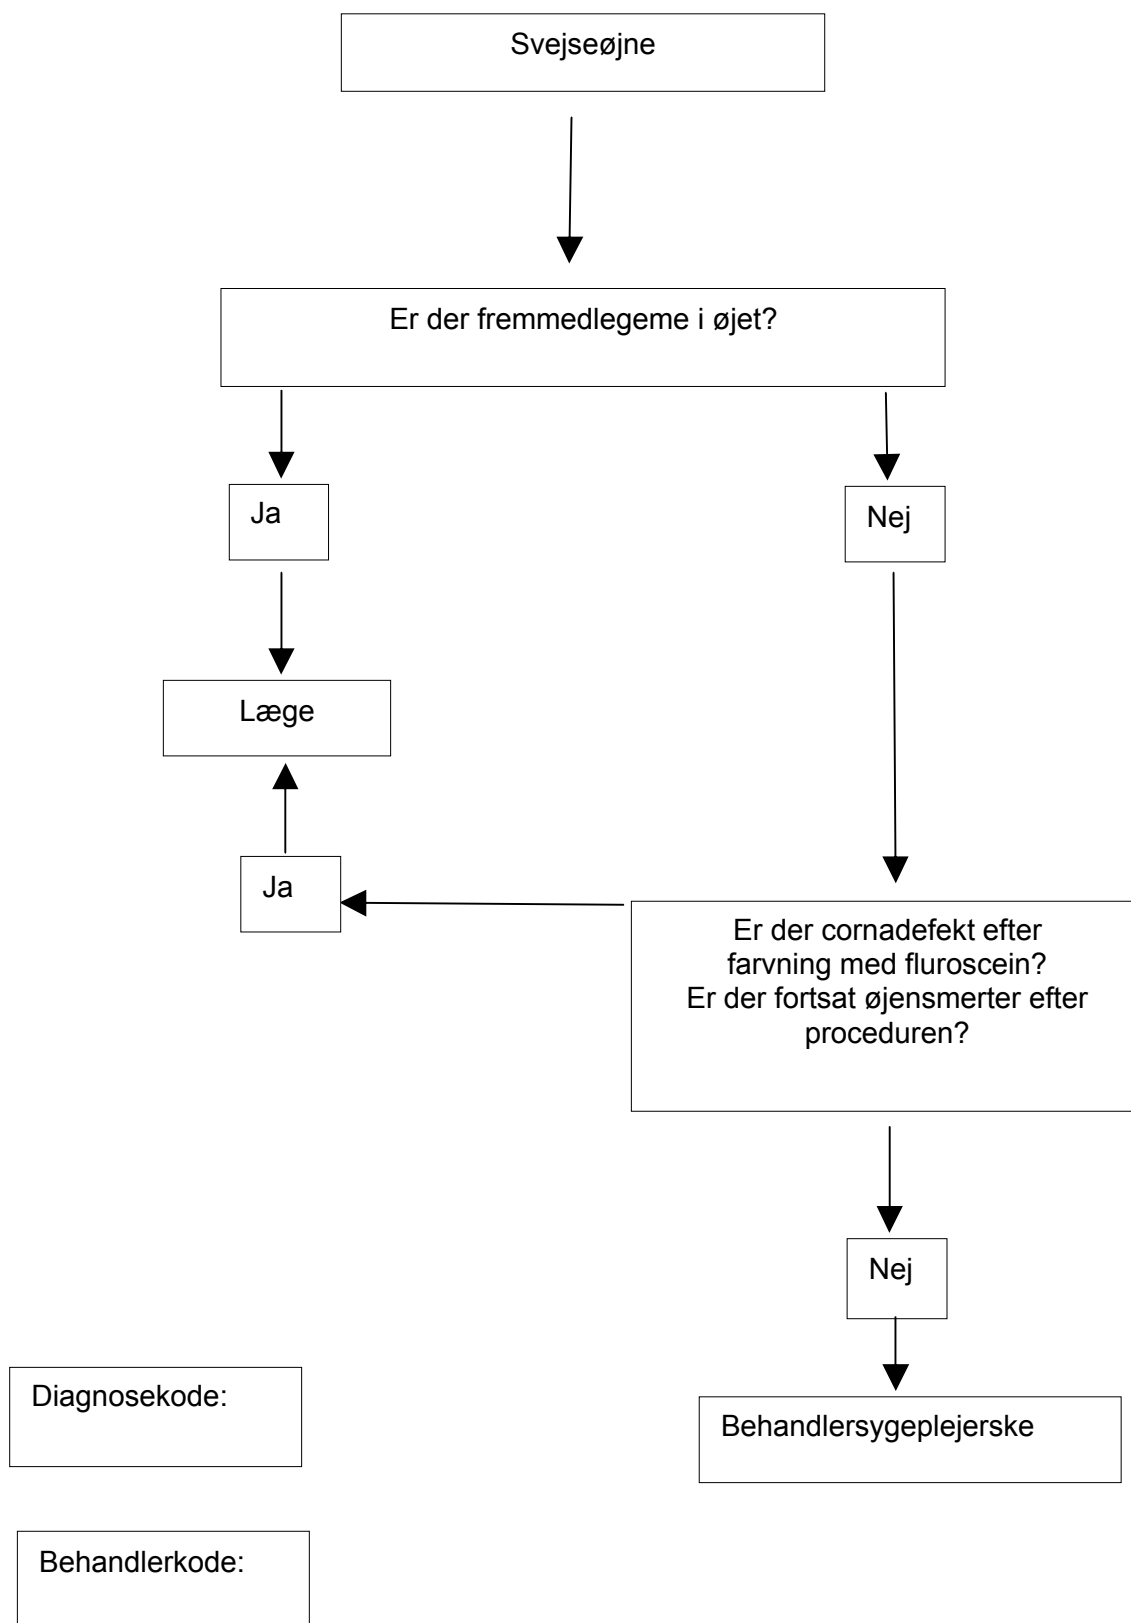 Svejseøjne
Er der fremmedlegeme i øjet?
Ja
Nej
Læge
Ja
Er der cornadefekt efter
farvning med fluroscein?
Er der fortsat øjensmerter efter
proceduren?
Nej
Diagnosekode:
Behandlersygeplejerske
Behandlerkode: